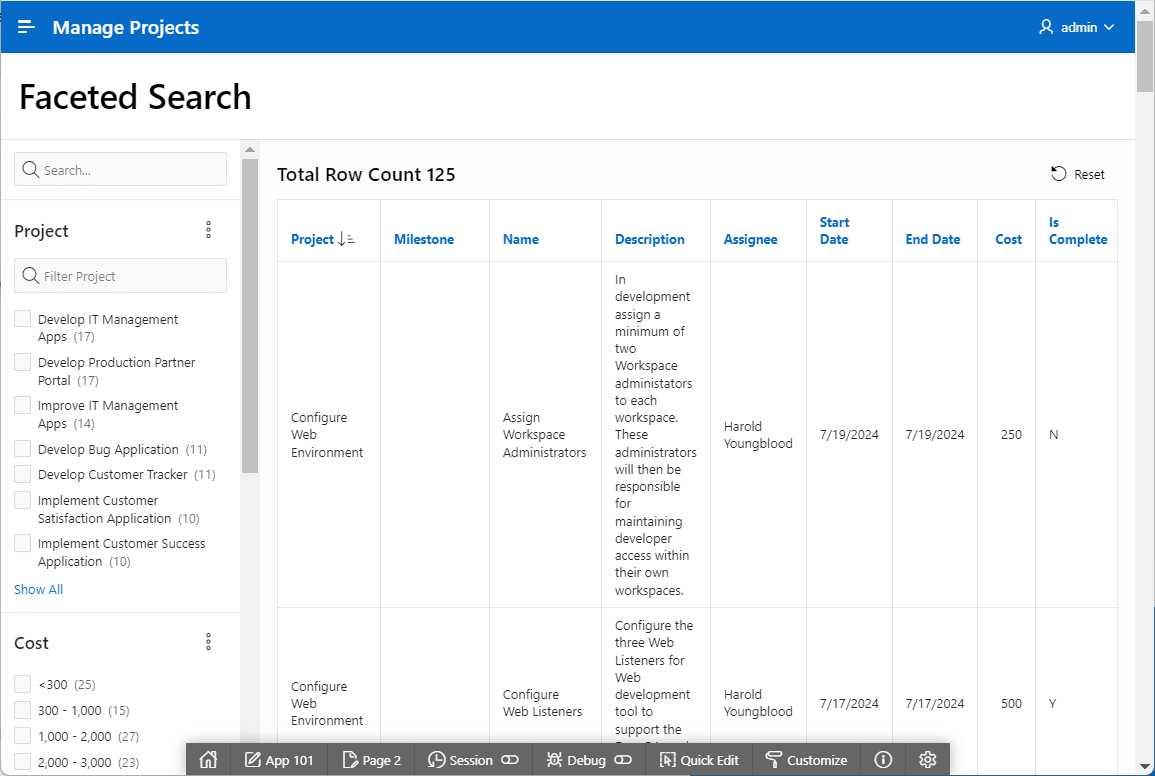 Manage Projects
admin
Faceted Search
Search...
Project
Filter Project
Develop IT Management
Apps (17)
Develop Production Partner
Portal (17)
Improve IT Management
Apps (14)
Develop Bug Application (11)
Develop Customer Tracker (11)
Implement Customer
Satisfaction Application (10)
Implement Customer Success
Application (10)
Show All
Cost
<300 (25)
300 - 1,000 (15)
1,000 - 2,000 (27)
2,000 - 3,000 (23)
Total Row Count 125
Reset
Project
Milestone
Name
Description
Assignee
Start
Date
End Date
Cost
Is
Complete
Configure
Web
Environment
Assign
Workspace
Administrators
In
development
assign a
minimum of
two
Workspace
administators
to each
workspace.
These
administrators
will then be
responsible
for
maintaining
developer
access within
their own
workspaces.
Harold
Youngblood
7/19/2024
7/19/2024
250
N
Configure
Web
Environment
Configure
Web Listeners
Configure the
three Web
Listeners for
Web
development
tool to
support the
Harold
Youngblood
7/17/2024
7/17/2024
500
Y
App 101
Page 2
Session
Debug
Quick Edit
Customize